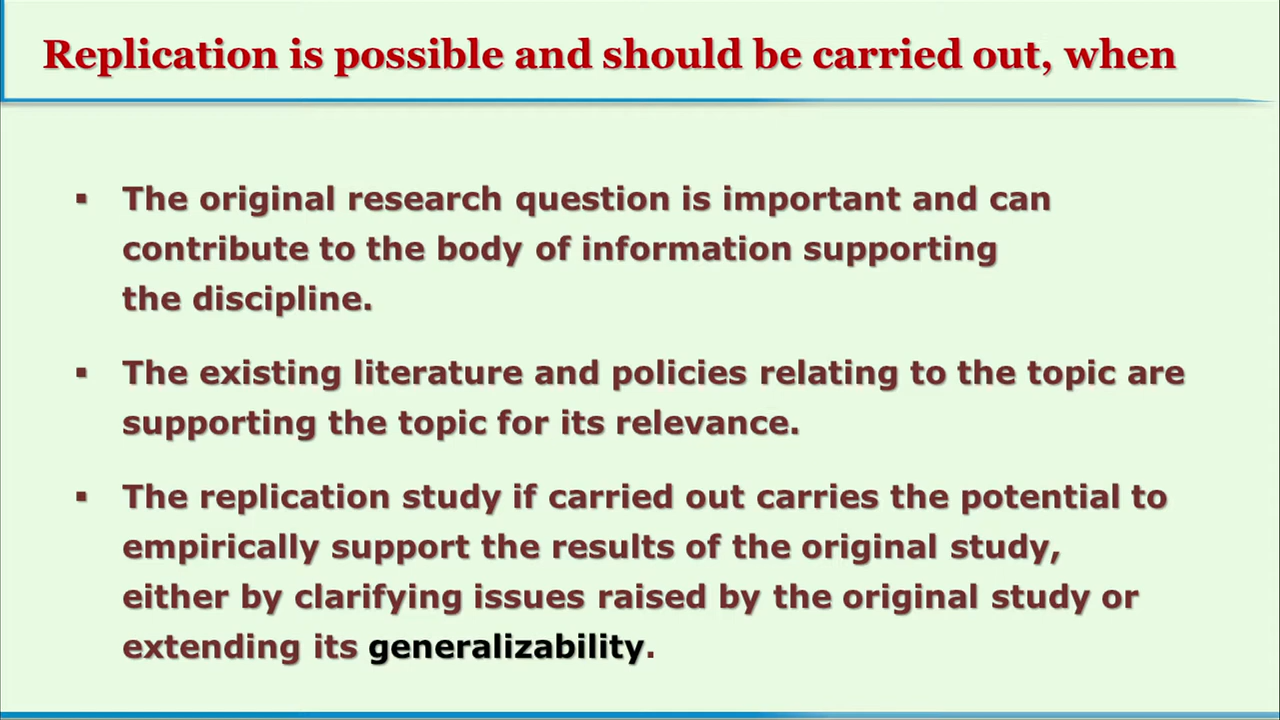 Replication is possible and should be carried out, when
▪ The original research question is important and can
contribute to the body of information supporting
the discipline.
▪ The existing literature and policies relating to the topic are
supporting the topic for its relevance.
▪ The replication study if carried out carries the potential to
empirically support the results of the original study,
either by clarifying issues raised by the original study or
extending its generalizability.